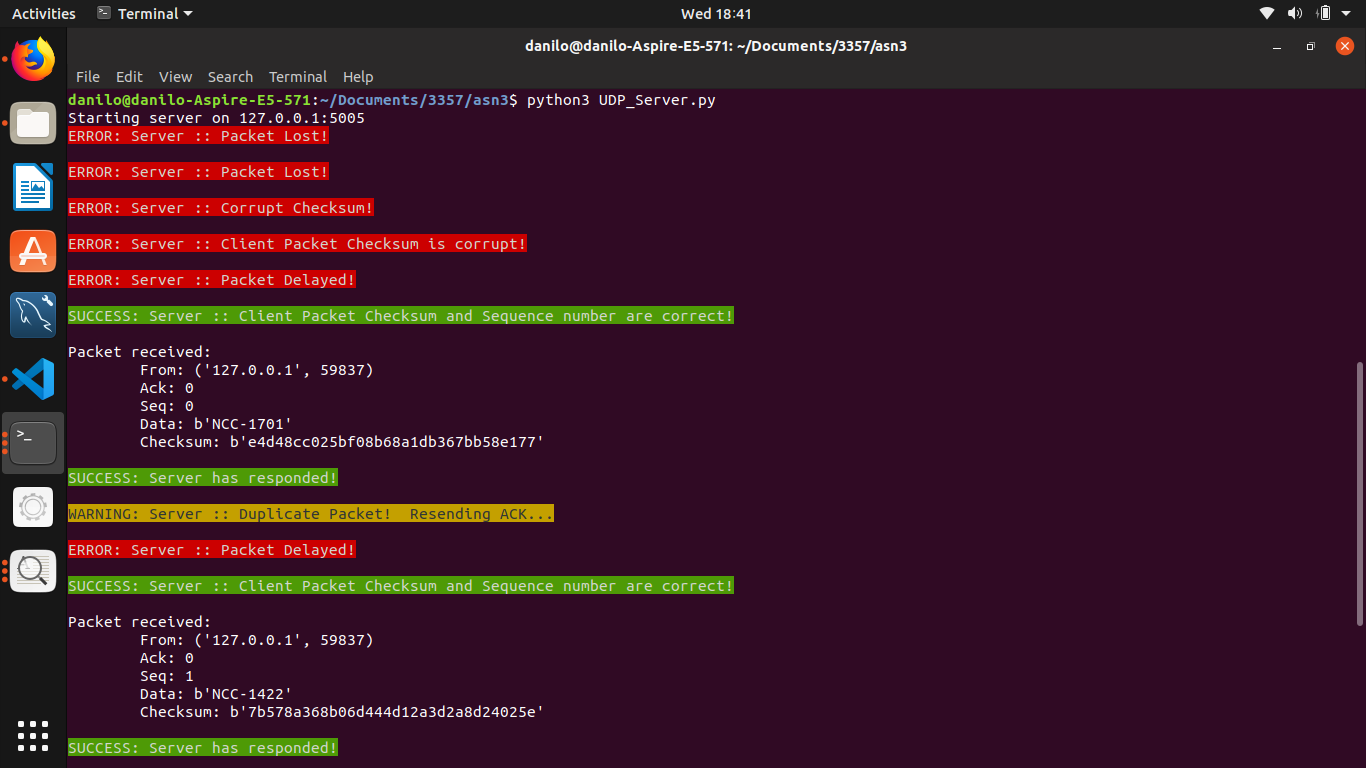 Activities Terminal Wed 18:41
danilo@danilo-Aspire-E5-571: ~/Documents/3357/asn3
File Edit View Search Terminal Help
danilo@danilo-Aspire-E5-571:~/Documents/3357/asn3$ python3 UDP_Server.py
Starting server on 127.0.0.1:5005
ERROR: Server :: Packet Lost!
ERROR: Server :: Packet Lost!
ERROR: Server :: Corrupt Checksum!
ERROR: Server :: Client Packet Checksum is corrupt!
ERROR: Server :: Packet Delayed!
SUCCESS: Server :: Client Packet Checksum and Sequence number are correct!
Packet received:
From: ('127.0.0.1', 59837)
Ack: 0
Seq: 0
Data: b'NCC-1701'
Checksum: b'e4d48cc025bf08b68a1db367bb58e177'
SUCCESS: Server has responded!
WARNING: Server :: Duplicate Packet!  Resending ACK...
ERROR: Server :: Packet Delayed!
SUCCESS: Server :: Client Packet Checksum and Sequence number are correct!
Packet received:
From: ('127.0.0.1', 59837)
Ack: 0
Seq: 1
Data: b'NCC-1422'
Checksum: b'7b578a368b06d444d12a3d2a8d24025e'
SUCCESS: Server has responded!